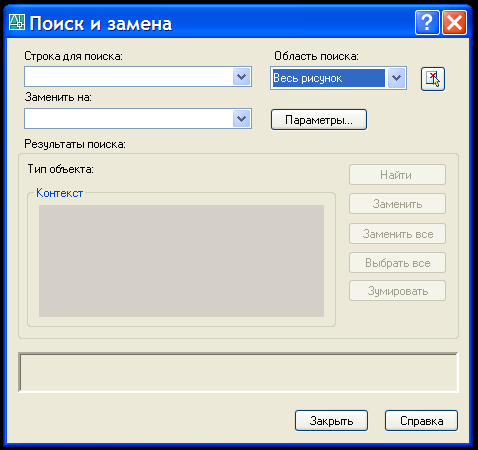 Поиск и замена
Строка для поиска:
Область поиска:
Весь рисунок
Заменить на:
Параметры...
Результаты поиска:
Тип объекта:
Найти
Контекст
Заменить
Заменить все
Выбрать все
Зумировать
Закрыть
Справка